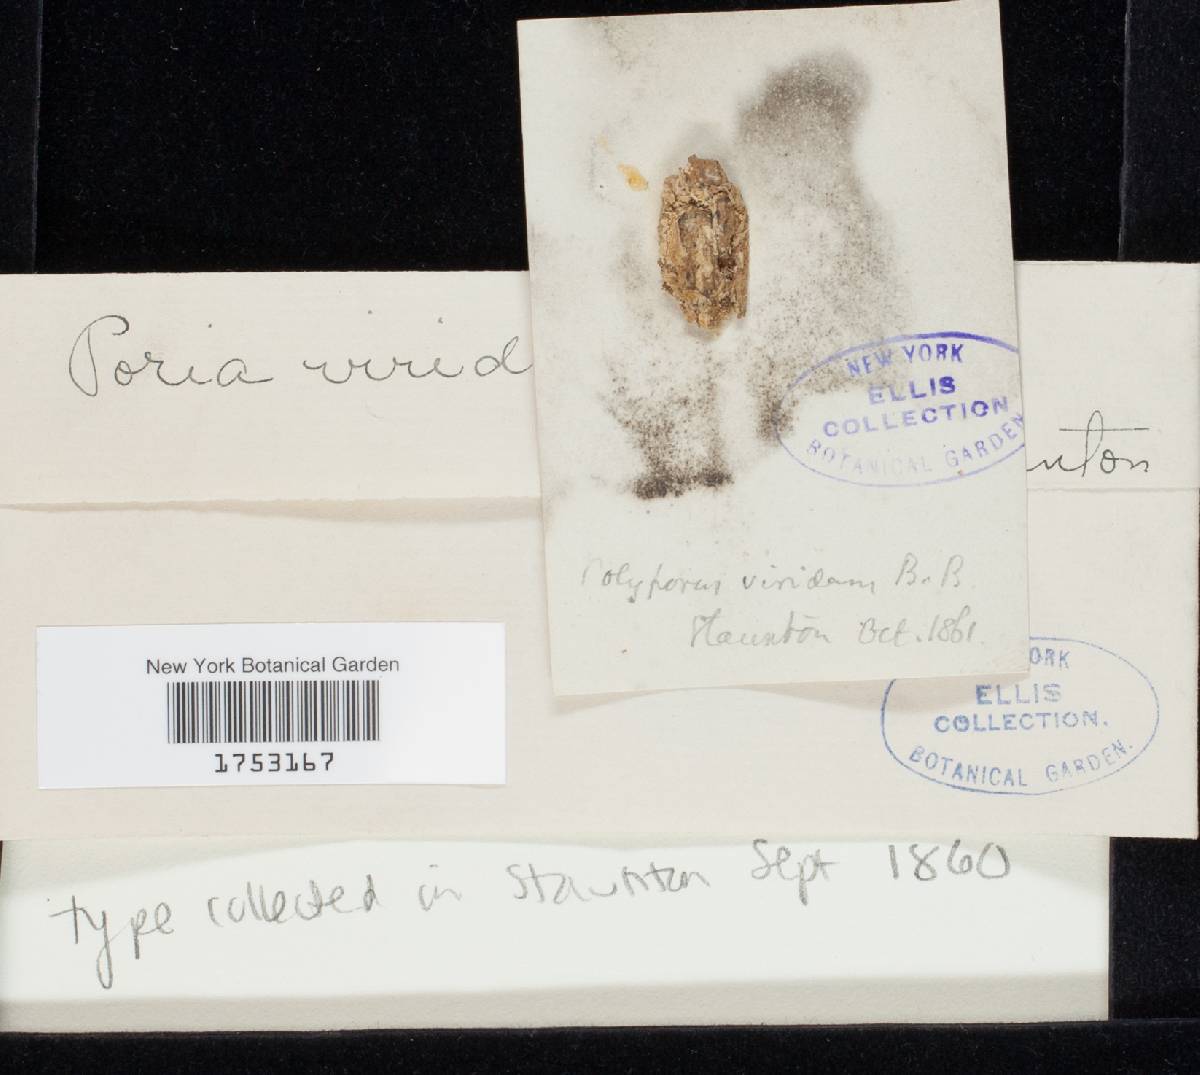 NEW YORK
ELLIS
COLLECTION
BOTANICAL GARDEN
Poria virid
nton
Polyporus viridans B. B.
Staunton Oct. 1861.
New York Botanical Garden
1753167
ORK
ELLIS
COLLECTION.
BOTANICAL GARDEN.
type collected in Staunton Sept 1860